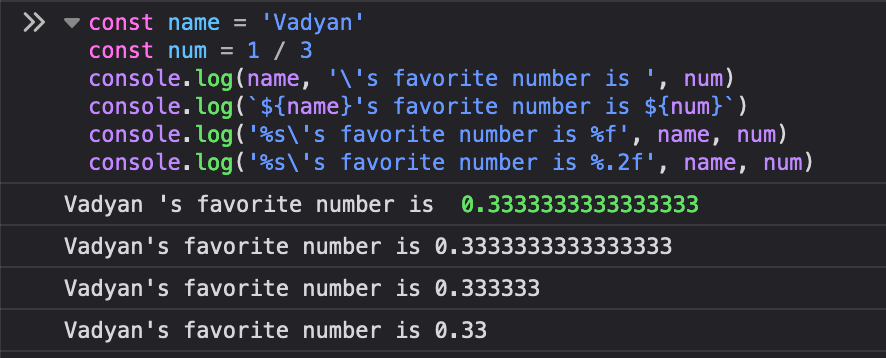 const name = 'Vadyan'
const num = 1 / 3
console.log(name, '\'s favorite number is ', num)
console.log(`${name}'s favorite number is ${num}`)
console.log('%s\'s favorite number is %f', name, num)
console.log('%s\'s favorite number is %.2f', name, num)
Vadyan 's favorite number is  0.3333333333333333
Vadyan's favorite number is 0.3333333333333333
Vadyan's favorite number is 0.333333
Vadyan's favorite number is 0.33